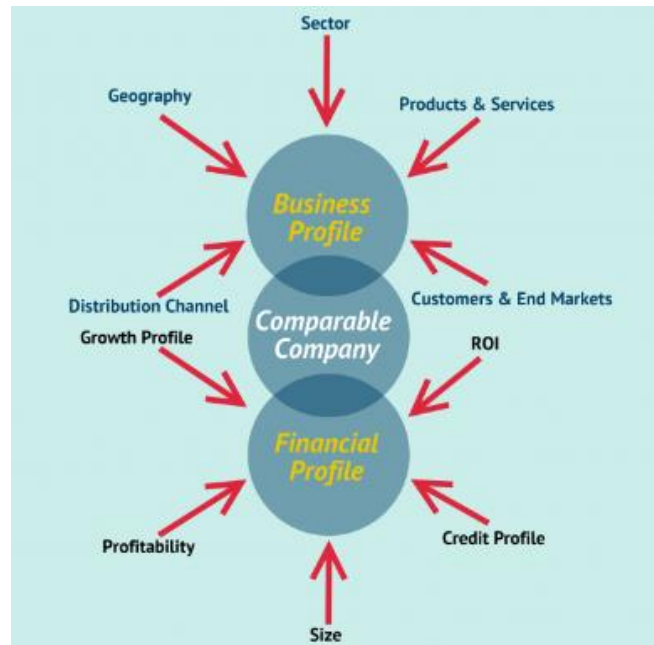 Sector
Geography
Products & Services
Business
Profile
Distribution Channel
Customers & End Markets
Growth Profile
Comparable
Company
ROI
Financial
Profile
Profitability
Credit Profile
Size